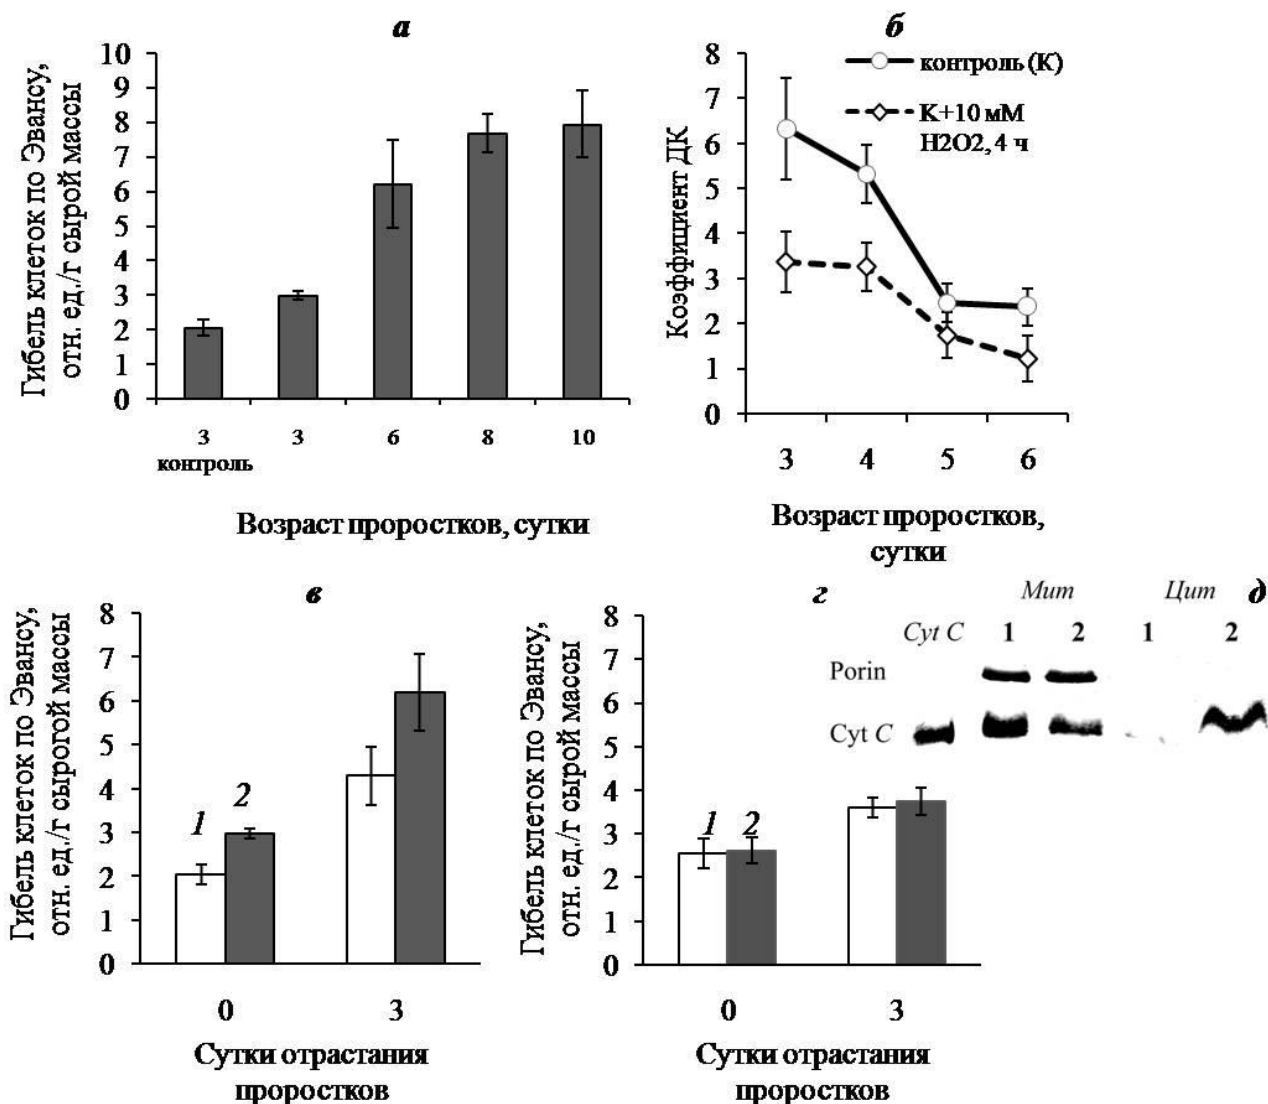 а
Гибель клеток по Эвансу,
отн. ед./г сырой массы
10
9
8
7
6
5
4
3
2
1
0
3
контроль
3
6
8
10
Возраст проростков, сутки
б
Коэффициент ДК
8
7
6
5
4
3
2
1
0
контроль (К)
К+10 мМ
H2O2, 4 ч
3
4
5
6
Возраст проростков,
сутки
в
Гибель клеток по Эвансу,
отн. ед./г сырогой массы
8
7
6
5
4
3
2
1
0
1
2
0
3
Сутки отрастания
проростков
г
Гибель клеток по Эвансу,
отн. ед./г сырой массы
8
7
6
5
4
3
2
1
0
1
2
0
3
Сутки отрастания
проростков
д
Мит
Цит
Cyt C
1
2
1
2
Porin
Cyt C